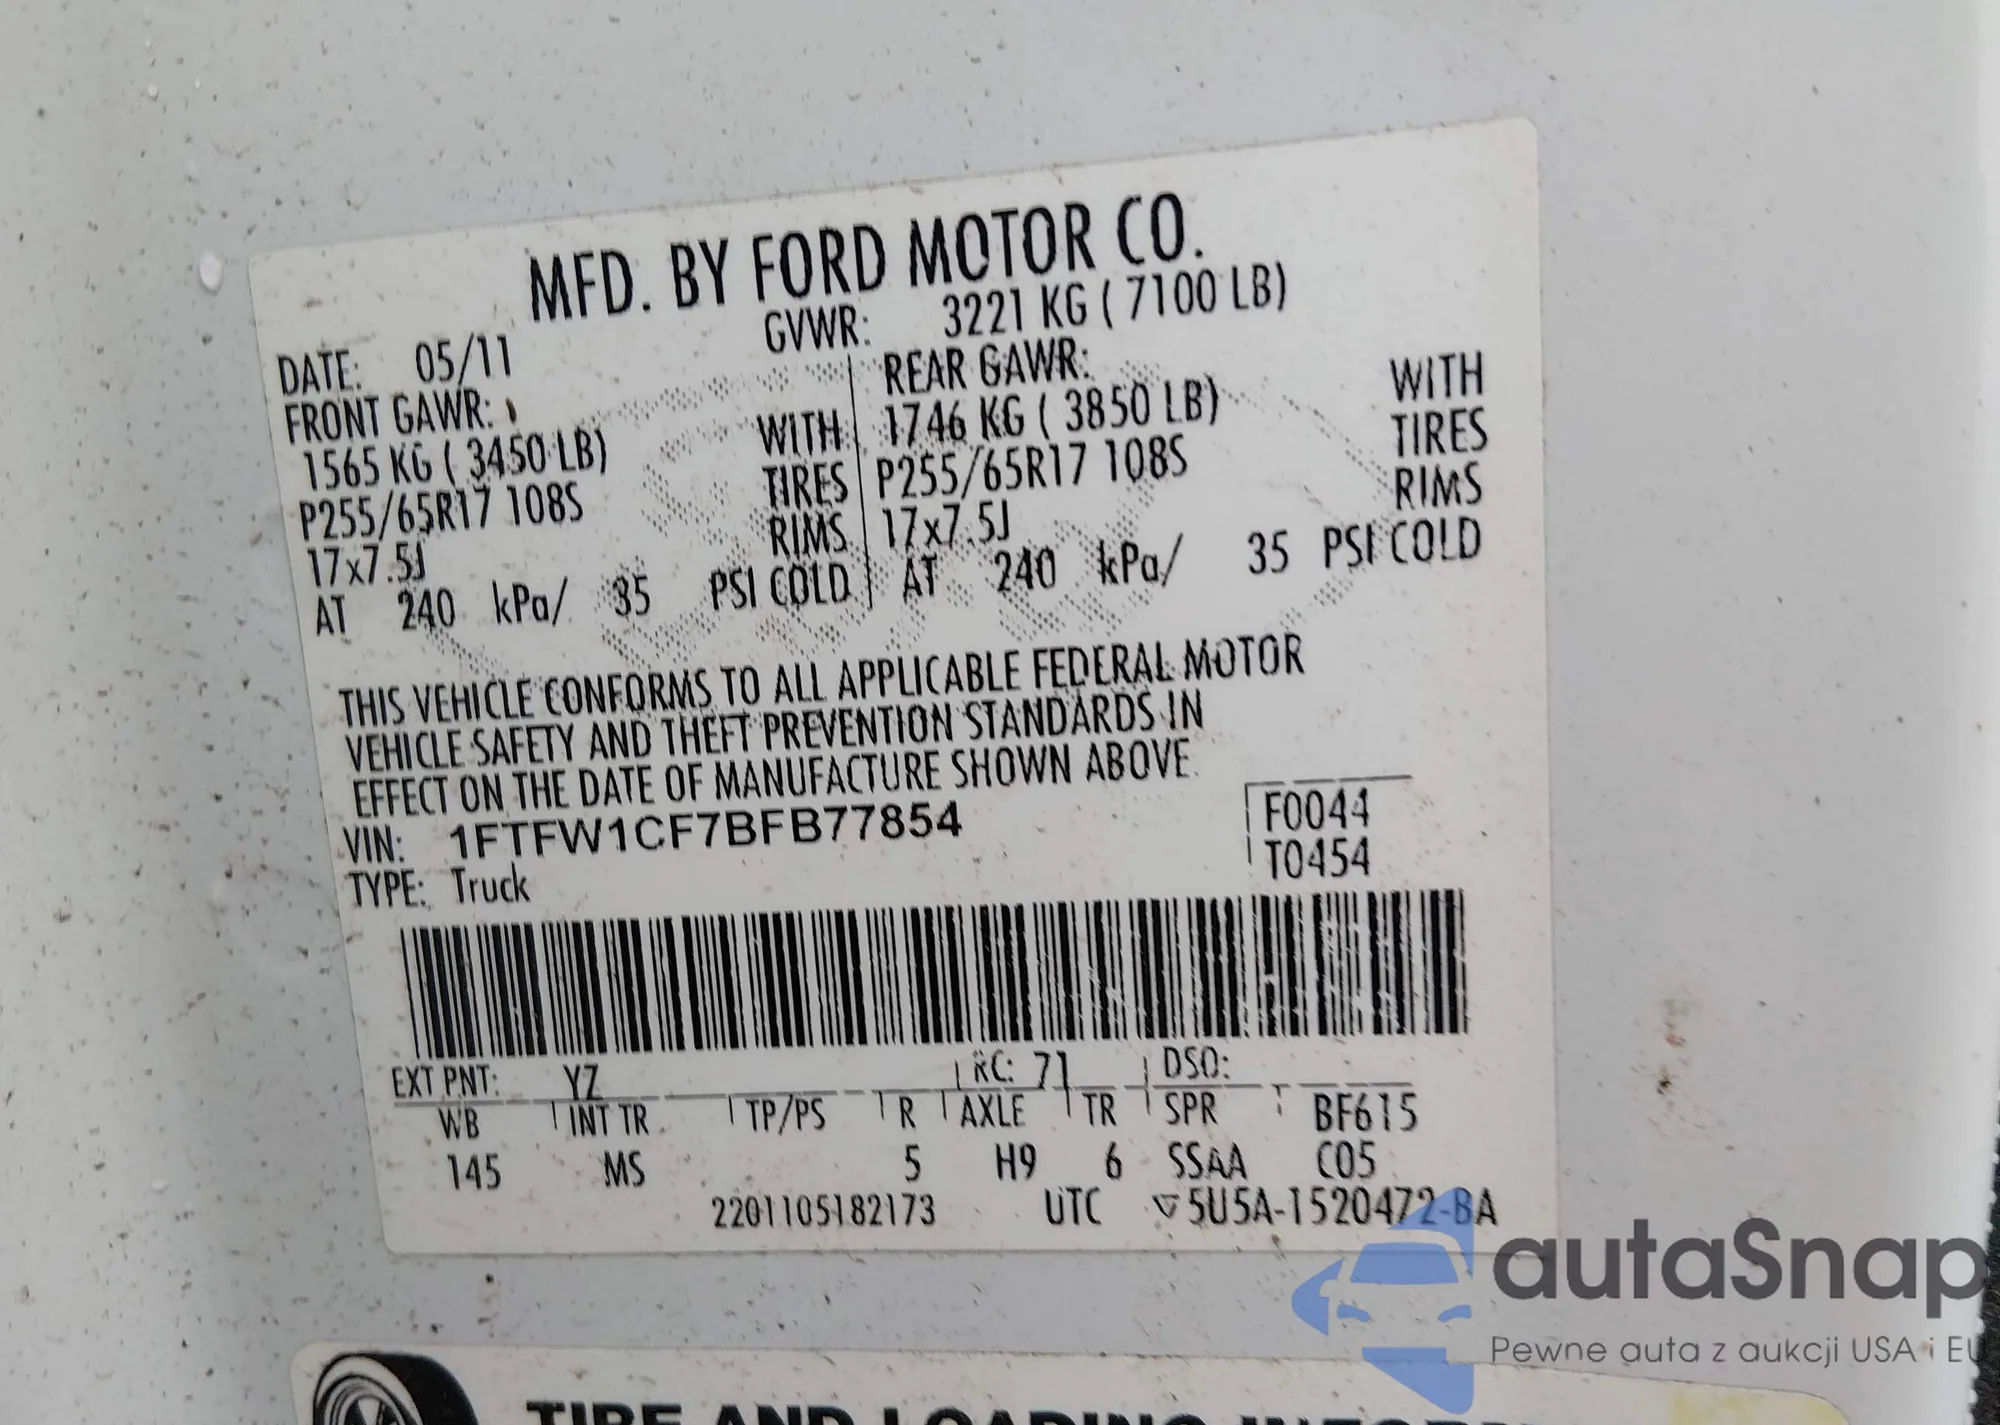 MFD. BY FORD MOTOR CO.
DATE: 05/11 GVWR: 3221 KG ( 7100 LB)
FRONT GAWR: REAR GAWR:
1565 KG ( 3450 LB) WITH 1746 KG ( 3850 LB) WITH
P255/65R17 108S TIRES P255/65R17 108S TIRES
17x7.5J RIMS 17x7.5J RIMS
AT 240 kPa/ 35 PSI COLD AT 240 kPa/ 35 PSI COLD
THIS VEHICLE CONFORMS TO ALL APPLICABLE FEDERAL MOTOR
VEHICLE SAFETY AND THEFT PREVENTION STANDARDS IN
EFFECT ON THE DATE OF MANUFACTURE SHOWN ABOVE.
VIN: 1FTFW1CF7BFB77854 F0044
TYPE: Truck T0454
EXT PNT: YZ RC: 71 DSO:
WB INT TR TP/PS R AXLE TR SPR BF615
145 MS 5 H9 6 SSAA C05
2201105182173 UTC ▽5U5A-1520472-BA
autaSnap
Pewne auta z aukcji USA i EU
TIRE AND LOADING